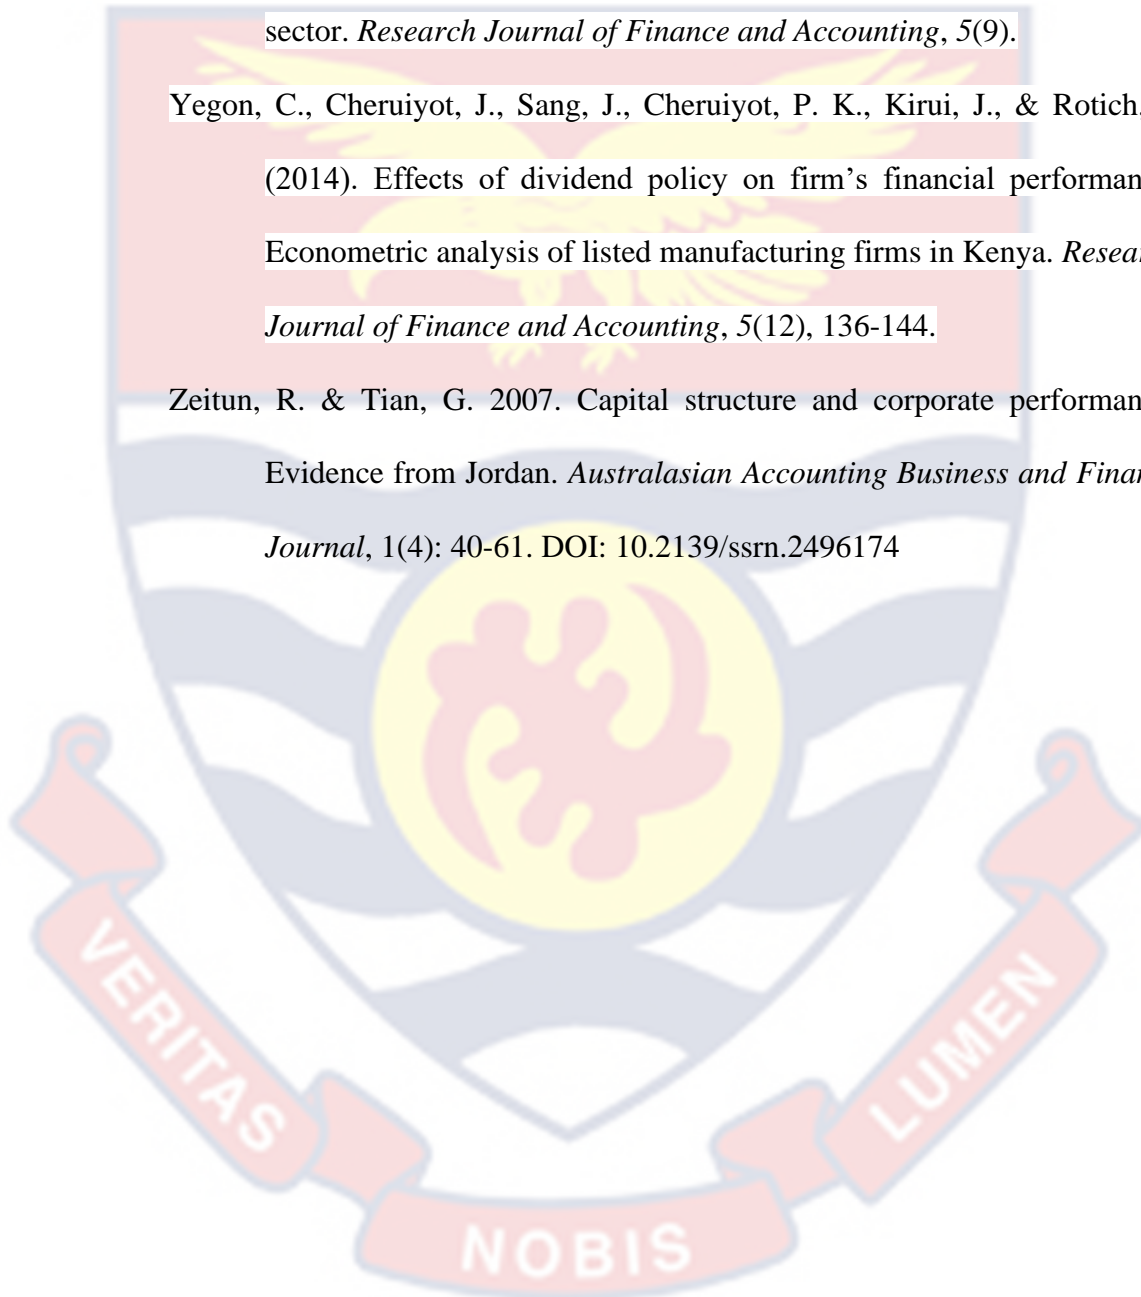 sector. Research Journal of Finance and Accounting, 5(9).
Yegon, C., Cheruiyot, J., Sang, J., Cheruiyot, P. K., Kirui, J., & Rotich,
(2014). Effects of dividend policy on firm’s financial performan
Econometric analysis of listed manufacturing firms in Kenya. Resear
Journal of Finance and Accounting, 5(12), 136-144.
Zeitun, R. & Tian, G. 2007. Capital structure and corporate performan
Evidence from Jordan. Australasian Accounting Business and Finan
Journal, 1(4): 40-61. DOI: 10.2139/ssrn.2496174
VERITAS
NOBIS
LUMEN